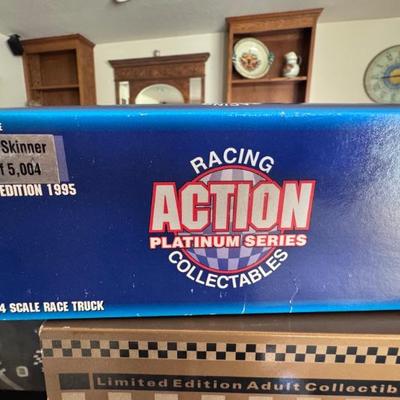 Skinner
f 5,004
EDITION 1995
RACING
ACTION
PLATINUM SERIES
COLLECTABLES
4 SCALE RACE TRUCK
Limited Edition Adult Collectib